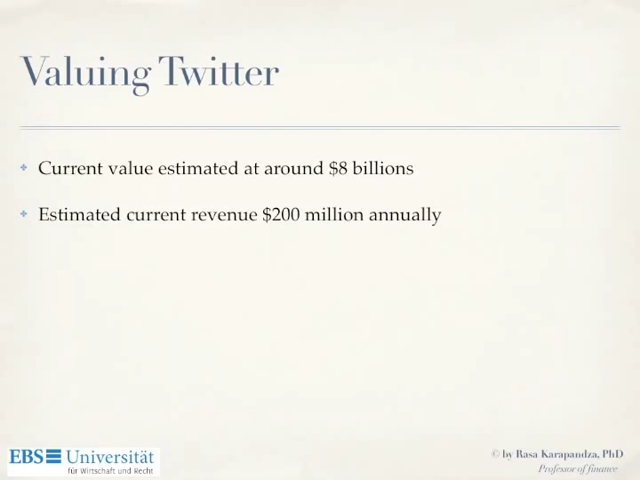 Valuing Twitter
Current value estimated at around $8 billions
Estimated current revenue $200 million annually
EBS Universität
für Wirtschaft und Recht
© by Rasa Karapandza, PhD
Professor of finance